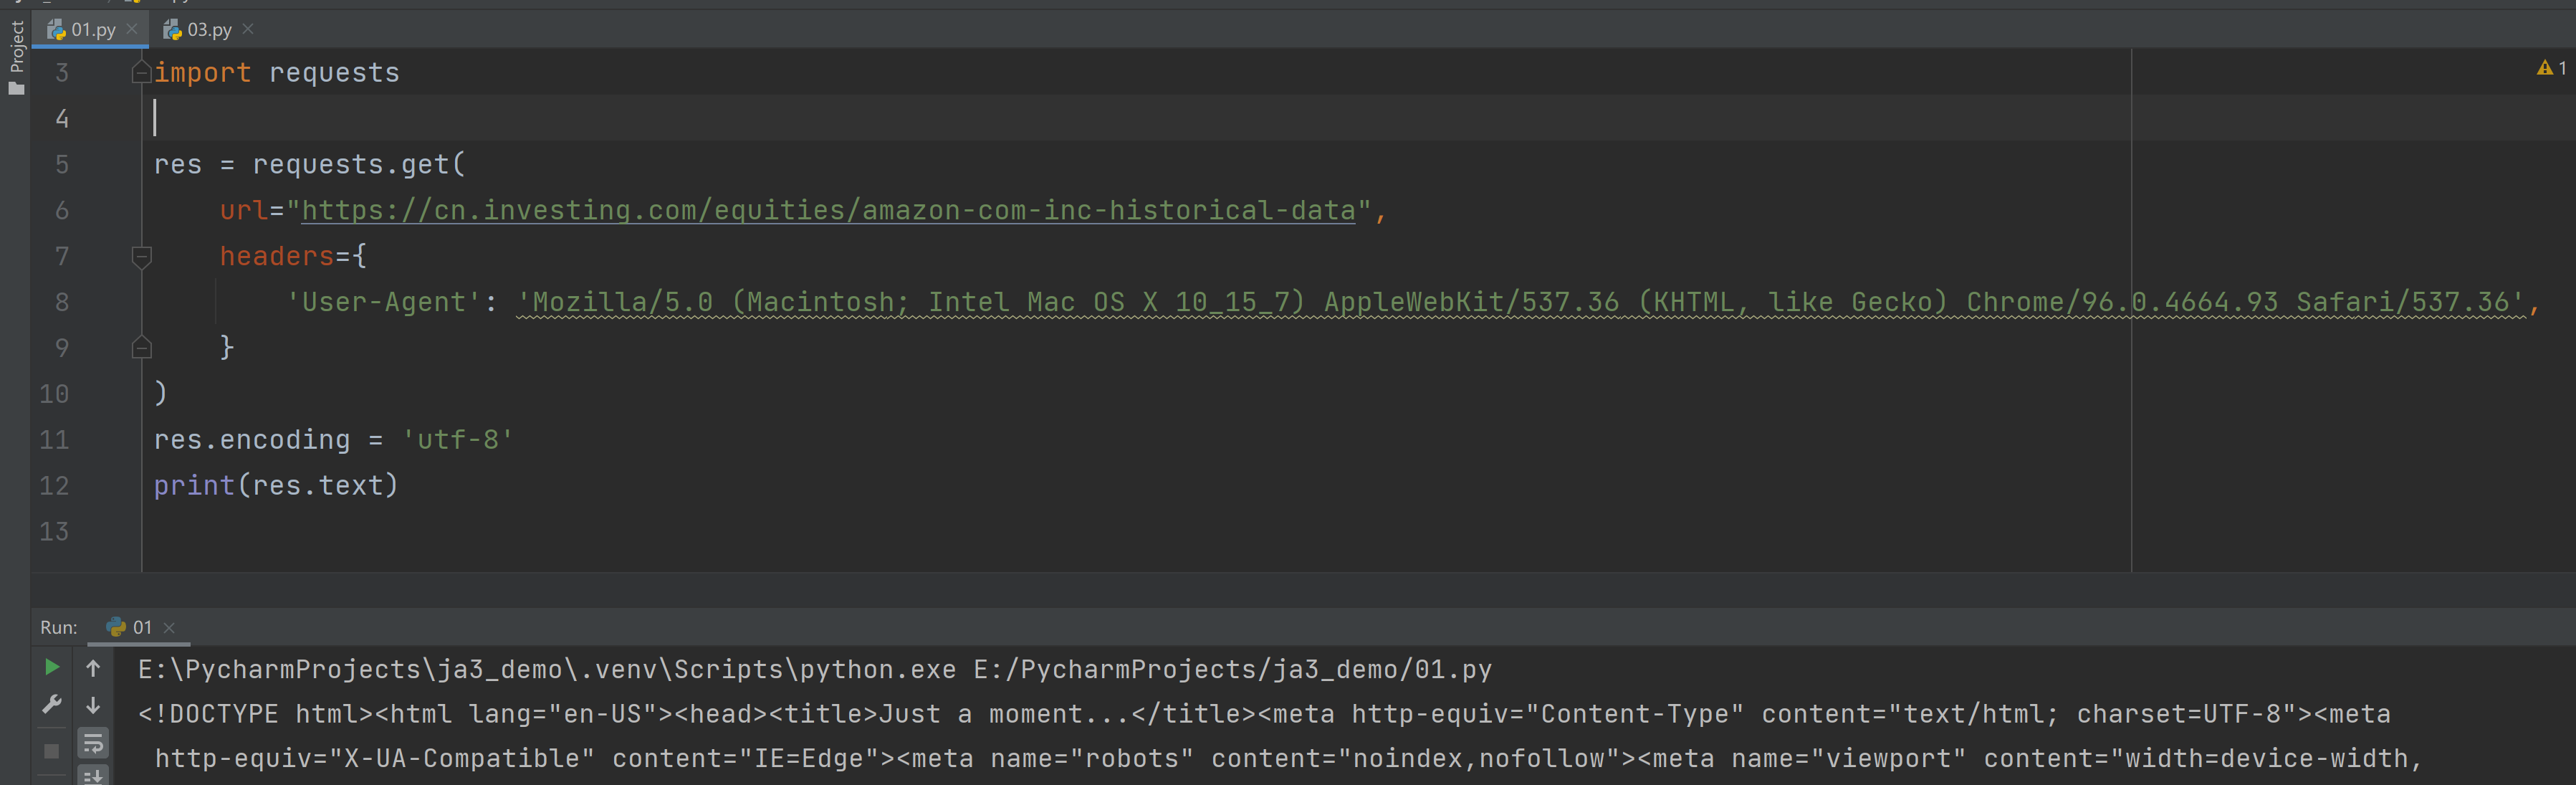 01.py
03.py
Project
1
3 import requests
4
5 res = requests.get(
6 url="https://cn.investing.com/equities/amazon-com-inc-historical-data",
7 headers={
8 'User-Agent': 'Mozilla/5.0 (Macintosh; Intel Mac OS X 10_15_7) AppleWebKit/537.36 (KHTML, like Gecko) Chrome/96.0.4664.93 Safari/537.36',
9 }
10 )
11 res.encoding = 'utf-8'
12 print(res.text)
13
Run: 01
E:\PycharmProjects\ja3_demo\.venv\Scripts\python.exe E:/PycharmProjects/ja3_demo/01.py
<!DOCTYPE html><html lang="en-US"><head><title>Just a moment...</title><meta http-equiv="Content-Type" content="text/html; charset=UTF-8"><meta
http-equiv="X-UA-Compatible" content="IE=Edge"><meta name="robots" content="noindex,nofollow"><meta name="viewport" content="width=device-width,